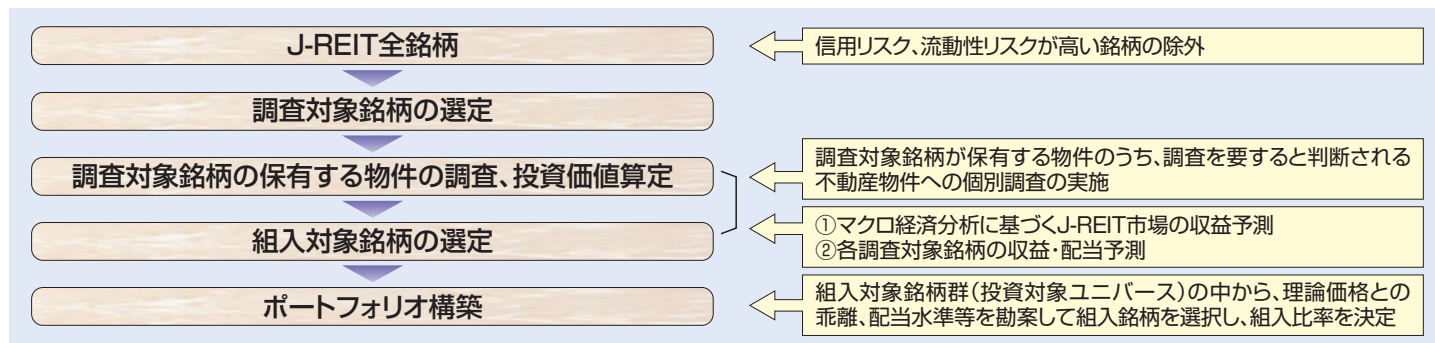 J-REIT全銘柄
信用リスク、流動性リスクが高い銘柄の除外
調査対象銘柄の選定
調査対象銘柄の保有する物件の調査、投資価値算定
調査対象銘柄が保有する物件のうち、調査を要すると判断される
不動産物件への個別調査の実施
組入対象銘柄の選定
①マクロ経済分析に基づくJ-REIT市場の収益予測
②各調査対象銘柄の収益・配当予測
ポートフォリオ構築
組入対象銘柄群(投資対象ユニバース)の中から、理論価格との
乖離、配当水準等を勘案して組入銘柄を選択し、組入比率を決定